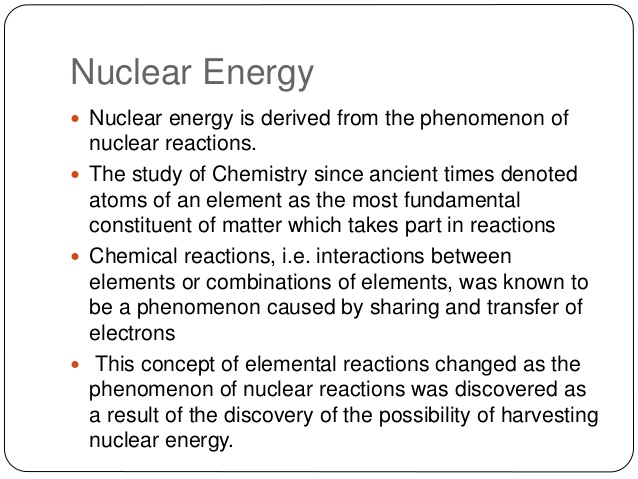 Nuclear Energy
• Nuclear energy is derived from the phenomenon of
nuclear reactions.
• The study of Chemistry since ancient times denoted
atoms of an element as the most fundamental
constituent of matter which takes part in reactions
• Chemical reactions, i.e. interactions between
elements or combinations of elements, was known to
be a phenomenon caused by sharing and transfer of
electrons
• This concept of elemental reactions changed as the
phenomenon of nuclear reactions was discovered as
a result of the discovery of the possibility of harvesting
nuclear energy.